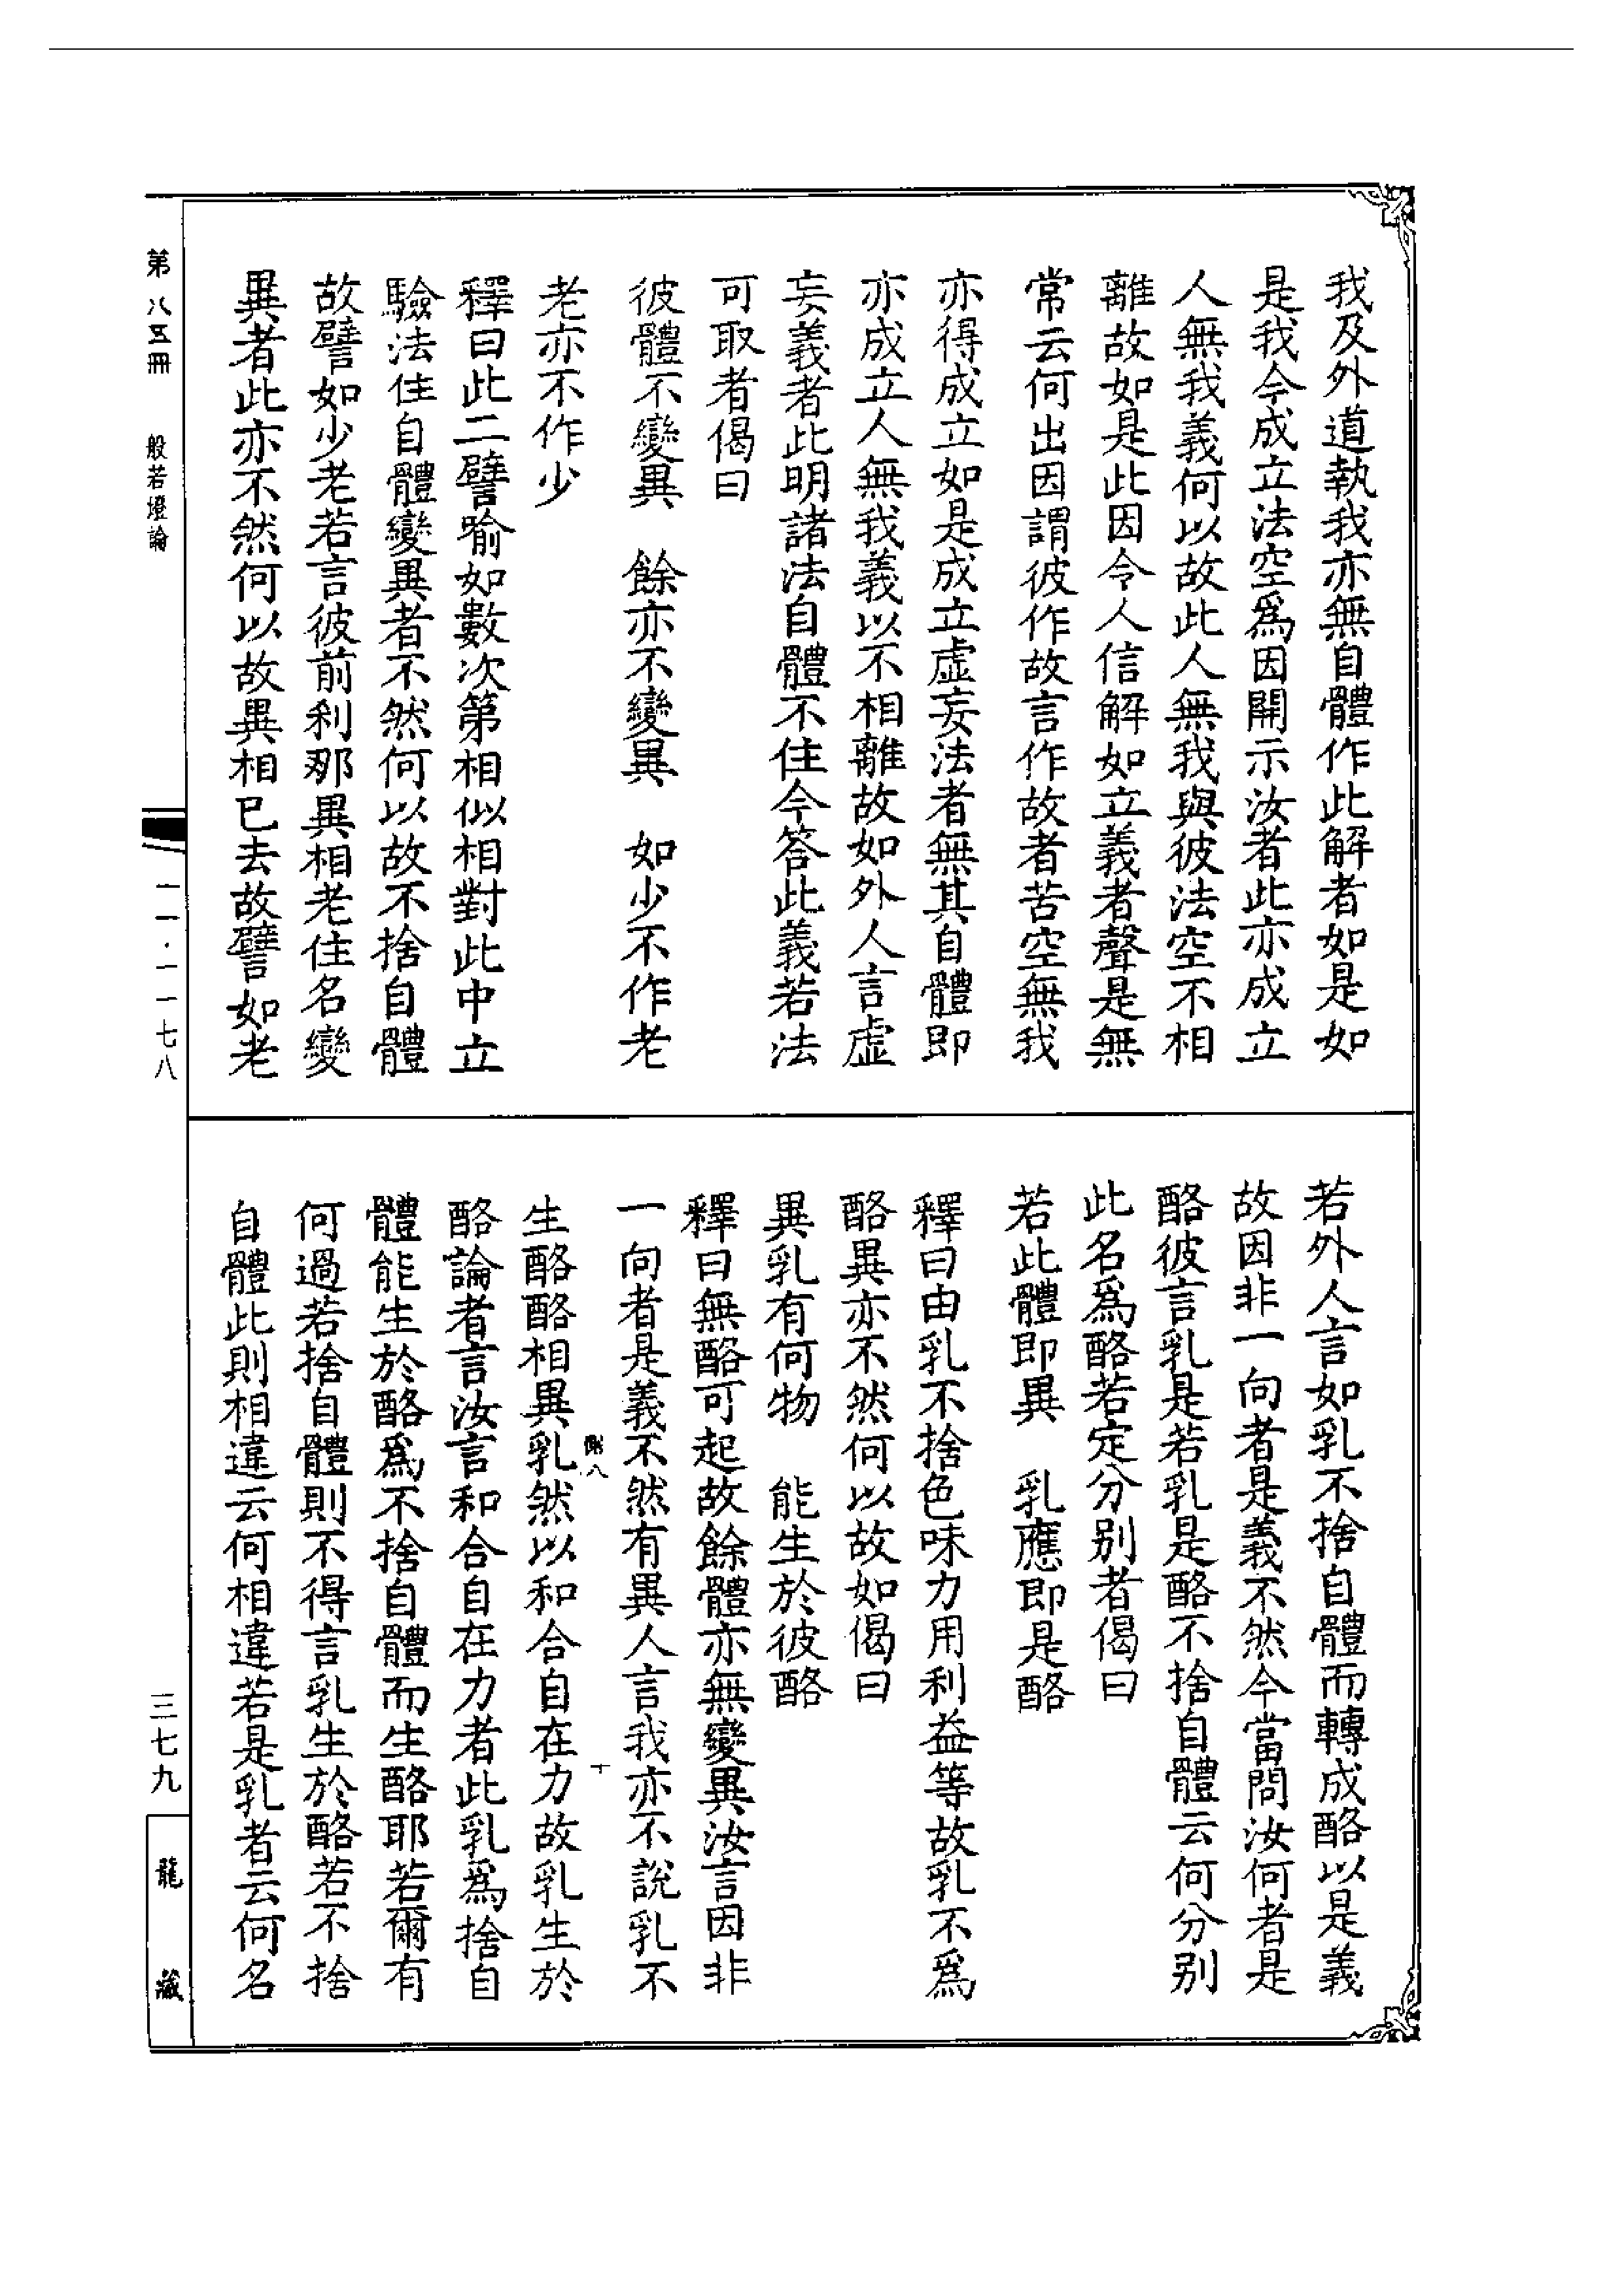 我及外道執我亦無自體作此解者如是如
是我今成立法空爲因開示汝者此亦成立
人無我義何以故此人無我與彼法空不相
離故如是此因令人信解如立義者聲是無
常云何出因謂彼作故言作故者苦空無我
亦得成立如是成立虛妄法者無其自體即
亦成立人無我義以不相離故如外人言虛
妄義者此明諸法自體不住今答此義若法
可取者偈曰
彼體不變異　餘亦不變異　如少不作老
老亦不作少
釋曰此二譬喻如數次第相似相對此中立
驗法住自體變異者不然何以故不捨自體
故譬如少老若言彼前刹那異相老住名變
異者此亦不然何以故異相已去故譬如老
若外人言如乳不捨自體而轉成酪以是義
故因非一向者是義不然今當問汝何者是
酪彼言乳是若乳是酪不捨自體云何分別
此名爲酪若定分別者偈曰
若此體即異　乳應即是酪
釋曰由乳不捨色味力用利益等故乳不爲
酪異亦不然何以故如偈曰
異乳有何物　能生於彼酪
釋曰無酪可起故餘體亦無變異汝言因非
一向者是義不然有異人言我亦不說乳不
生酪酪相異乳然以和合自在力故乳生於
酪論者言汝言和合自在力者此乳爲捨自
體能生於酪爲不捨自體而生酪耶若爾有
何過若捨自體則不得言乳生於酪若不捨
自體此則相違云何相違若是乳者云何名
第八五冊　般若燈論
一一·一一七八
三七九
龍藏